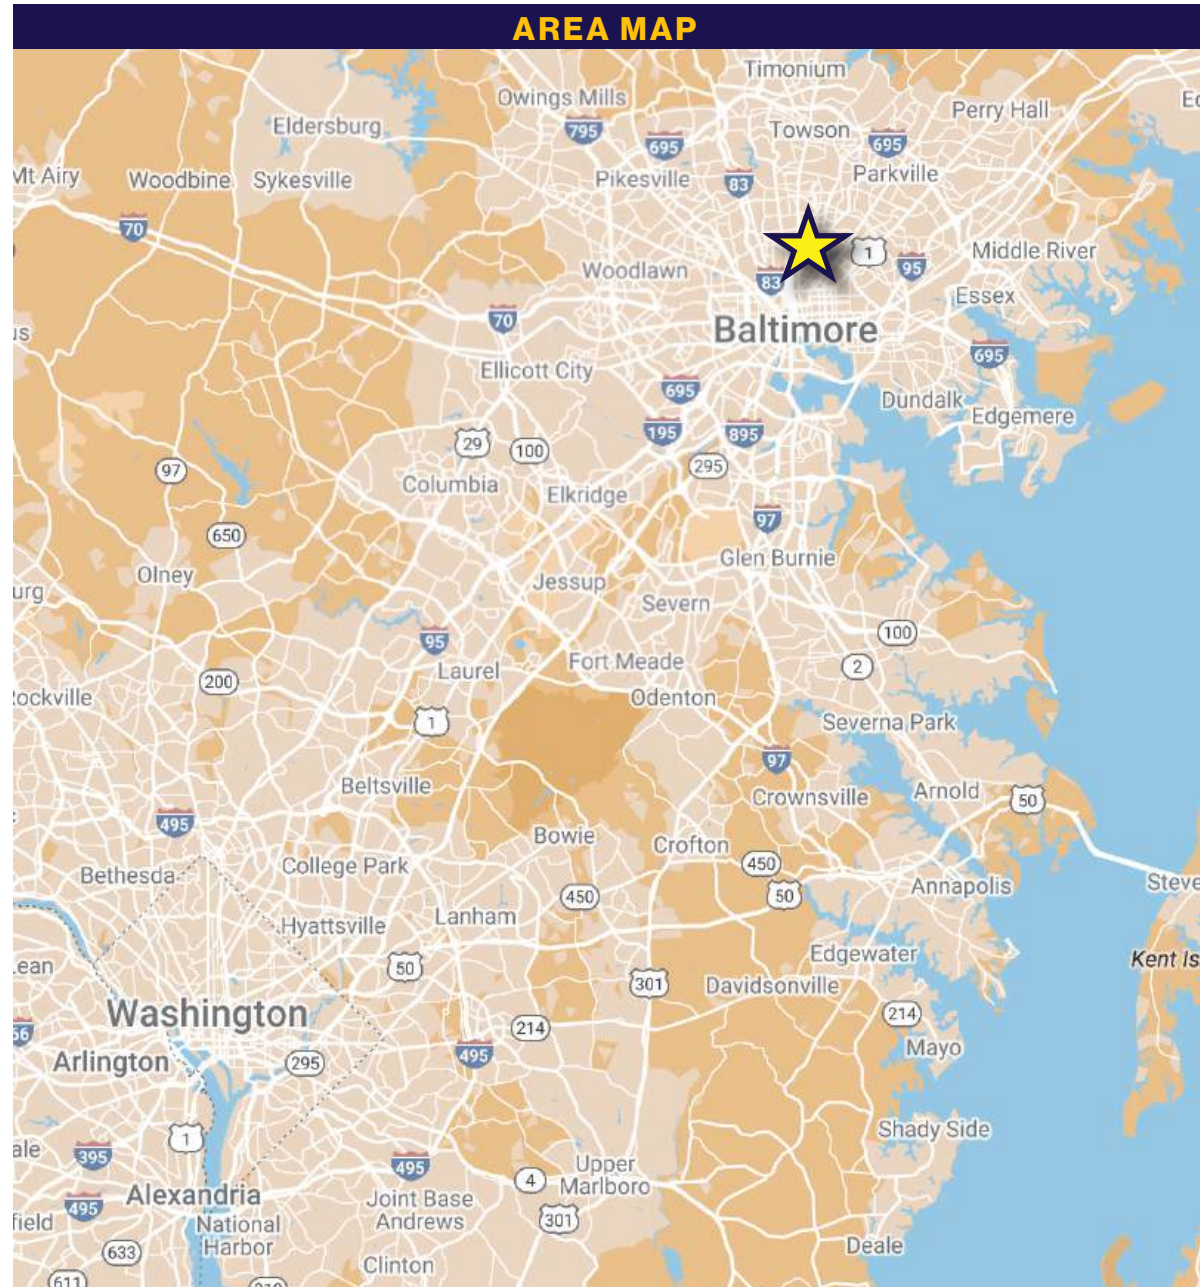 AREA MAP
Timonium
Owings Mills
Perry Hall
Eldersburg
795
Towson
695
695
Mt Airy
Woodbine
Sykesville
Pikesville
83
Parkville
70
1
Middle River
Woodlawn
83
95
Essex
70
Baltimore
Ellicott City
695
695
Dundalk
Edgemere
29
100
195
895
295
97
Columbia
Elkridge
650
97
Olney
Jessup
Glen Burnie
Severn
95
100
Laurel
Fort Meade
2
200
Odenton
1
Severna Park
97
Beltsville
Crownsville
Arnold
50
495
Bowie
Crofton
Bethesda
College Park
450
450
50
Annapolis
Hyattsville
Lanham
Edgewater
50
301
Davidsonville
Washington
214
214
Arlington
295
495
Mayo
1
Shady Side
395
495
4
Upper
Marlboro
Alexandria
495
National
Harbor
Joint Base
Andrews
301
633
Clinton
Deale
611